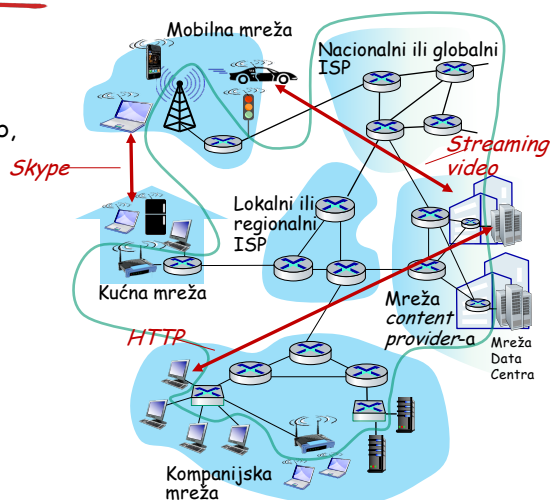 Mobilna mreža
Nacionalni ili globalni
ISP
o,
Skype
Streaming
video
Lokalni ili
regionalni
ISP
Kućna mreža
Mreža
content
provider-a
Mreža
Data
Centra
HTTP
Kompanijska
mreža